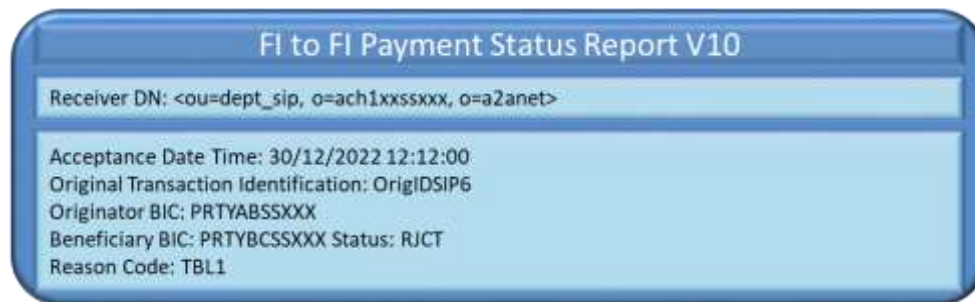 FI to FI Payment Status Report V10
Receiver DN: <ou=dept_sip, o=ach1xxssxxx, o=a2anet>
Acceptance Date Time: 30/12/2022 12:12:00
Original Transaction Identification: OrigIDSIP6
Originator BIC: PRTYABSSXXX
Beneficiary BIC: PRTYBCSSXXX Status: RJCT
Reason Code: TBL1